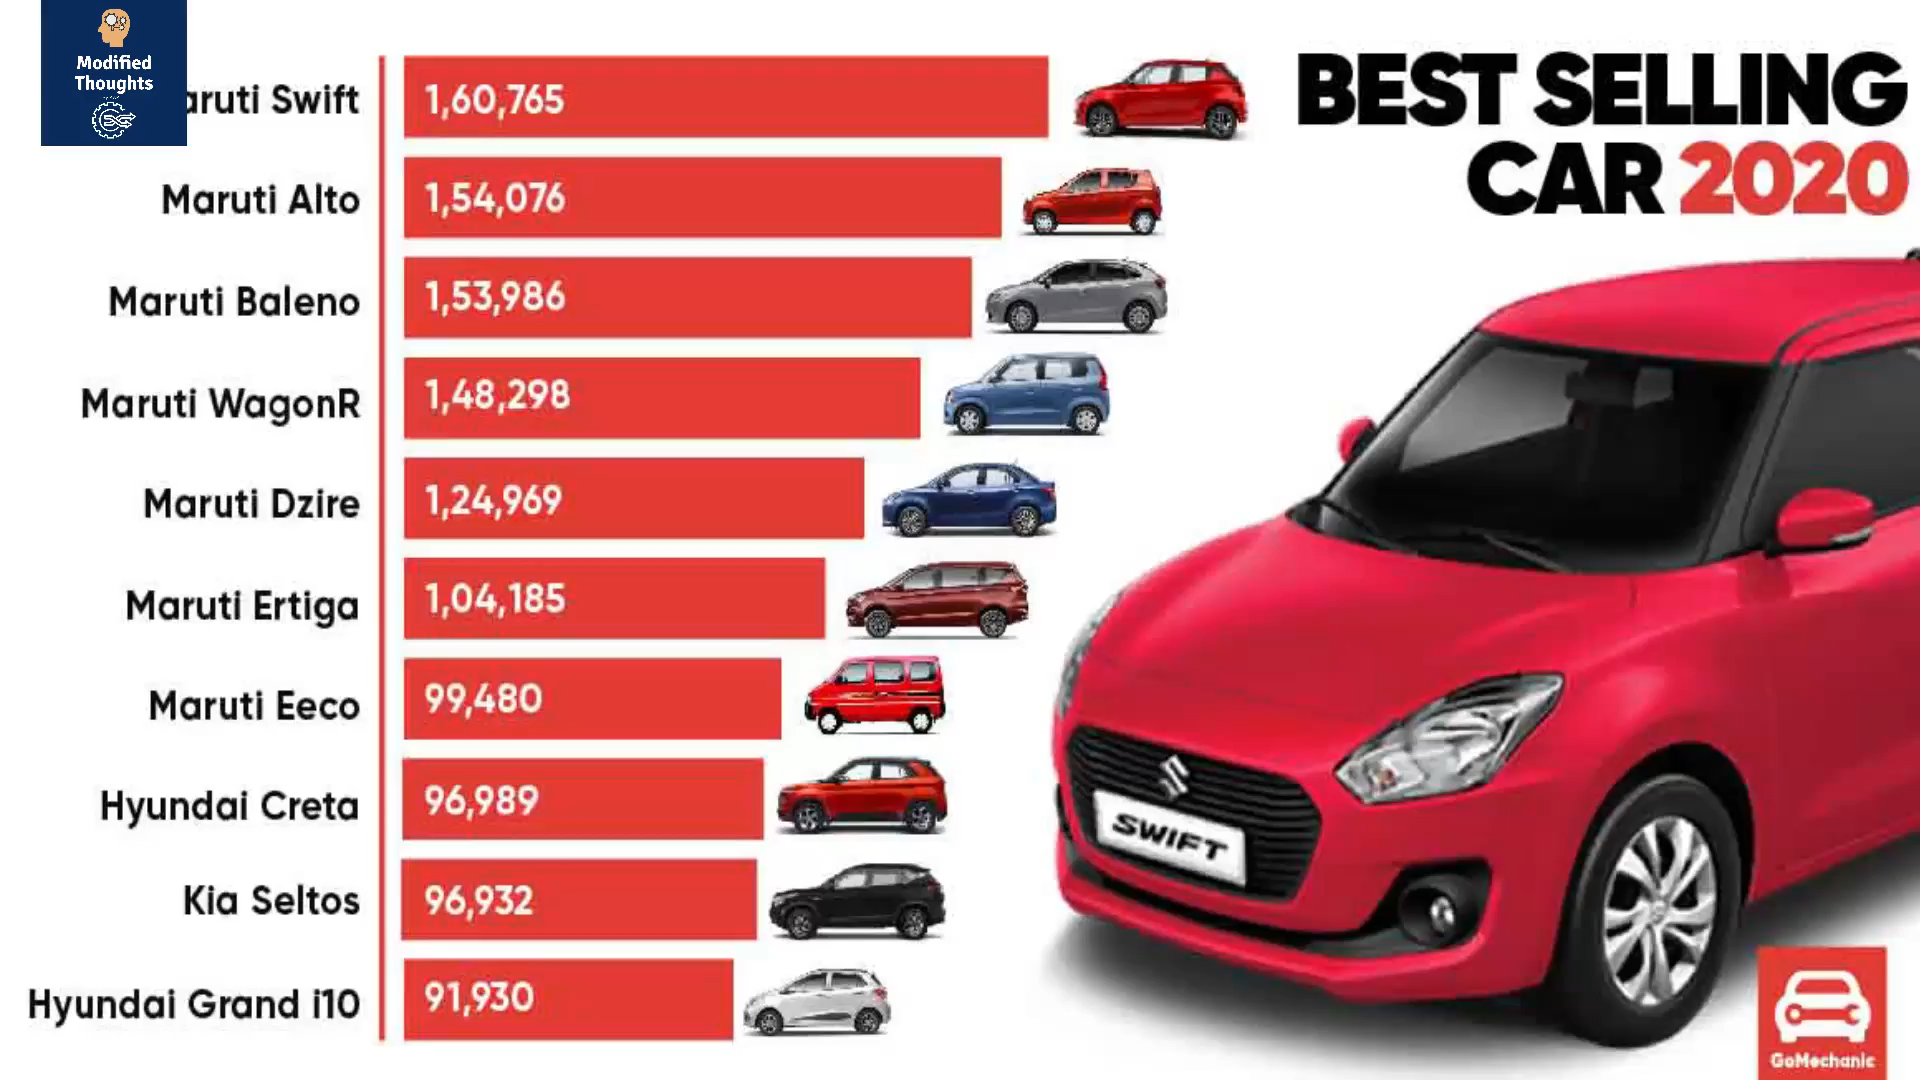 Modified
Thoughts
aruti Swift
1,60,765
BEST SELLING
CAR 2020
Maruti Alto
1,54,076
Maruti Baleno
1,53,986
Maruti WagonR
1,48,298
Maruti Dzire
1,24,969
Maruti Ertiga
1,04,185
Maruti Eeco
99,480
Hyundai Creta
96,989
SWIFT
Kia Seltos
96,932
Hyundai Grand i10
91,930
GoMechanic